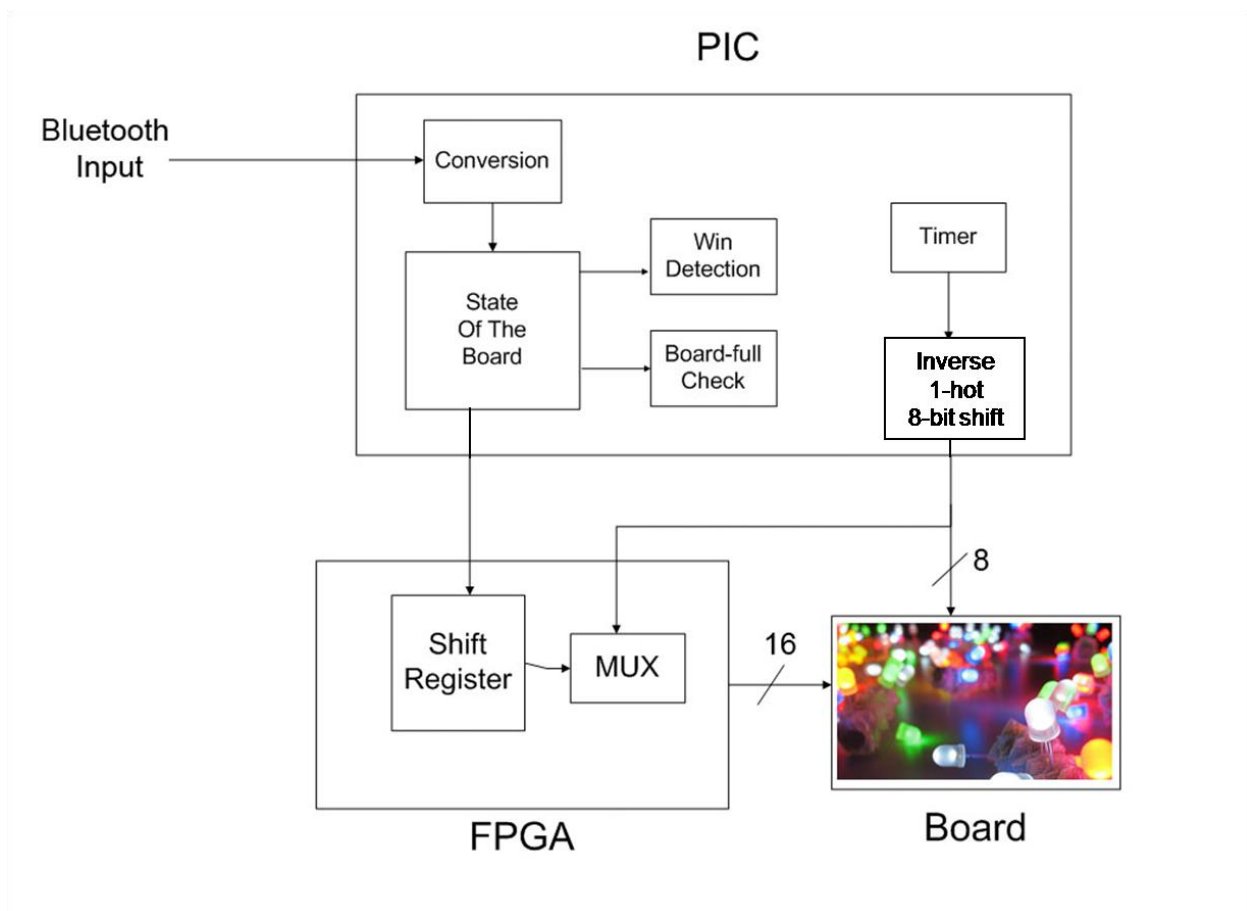 PIC
Bluetooth
Input
Conversion
State
Of The
Board
Win
Detection
Board-full
Check
Timer
Inverse
1-hot
8-bit shift
8
Shift
Register
MUX
16
FPGA
Board